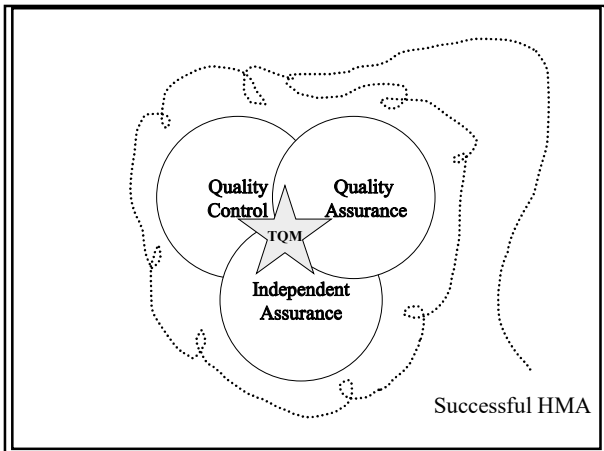 Quality
Control
Quality
Assurance
TQM
Independent
Assurance
Successful HMA